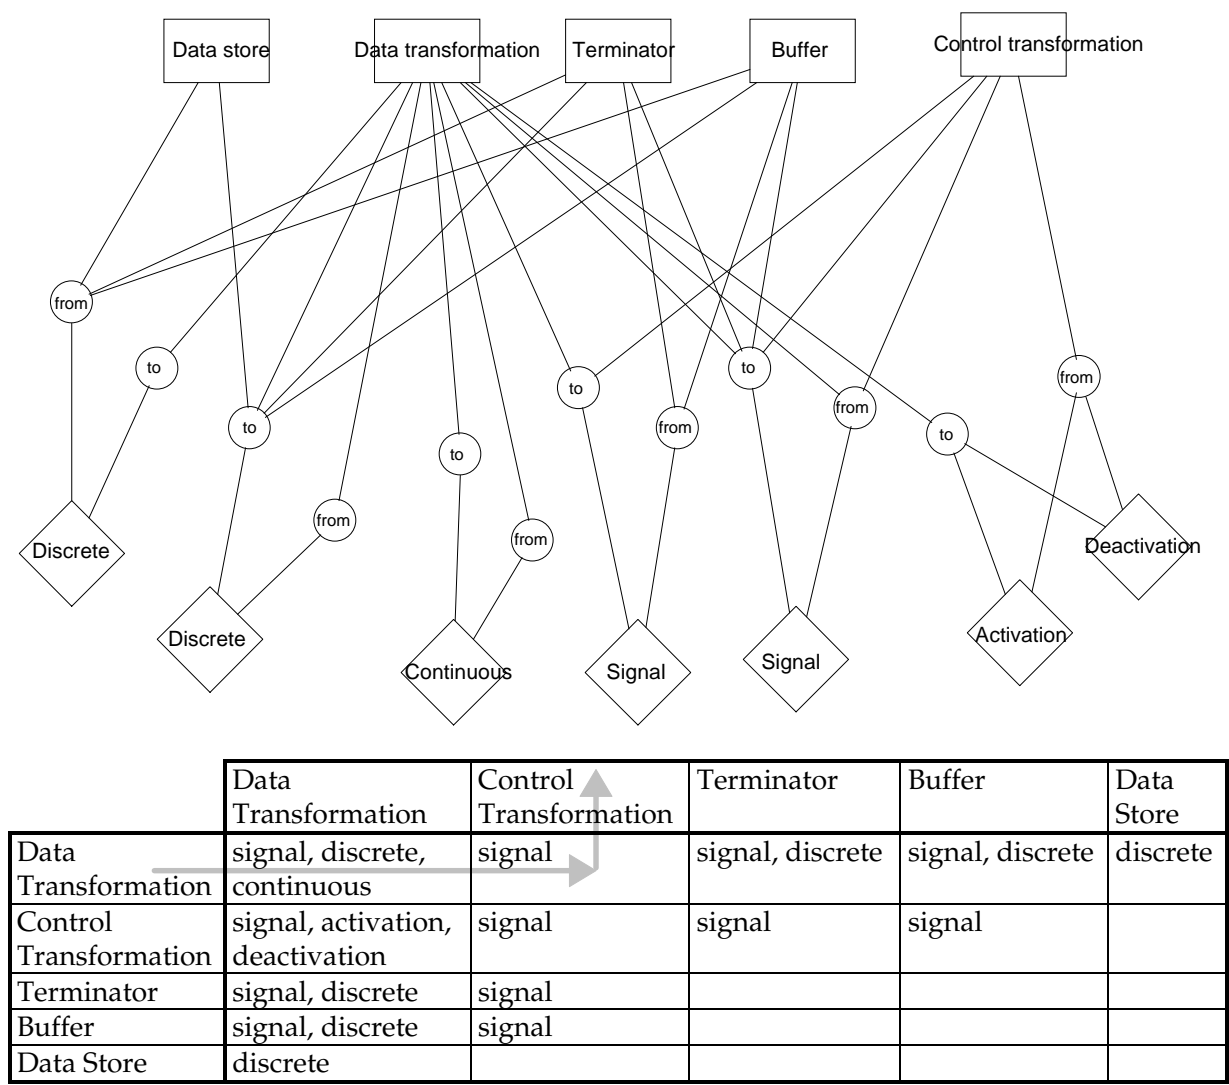 Data store
Data transformation
Terminator
Buffer
Control transformation
from
to
to
to
from
to
from
to
from
to
from
to
from
Discrete
Discrete
Continuous
Signal
Signal
Activation
Deactivation
Data Transformation
Control Transformation
Terminator
Buffer
Data Store
Data Transformation
signal, discrete, continuous
signal
signal, discrete
signal, discrete
discrete
Control Transformation
signal, activation, deactivation
signal
signal
signal
Terminator
signal, discrete
signal
Buffer
signal, discrete
signal
Data Store
discrete